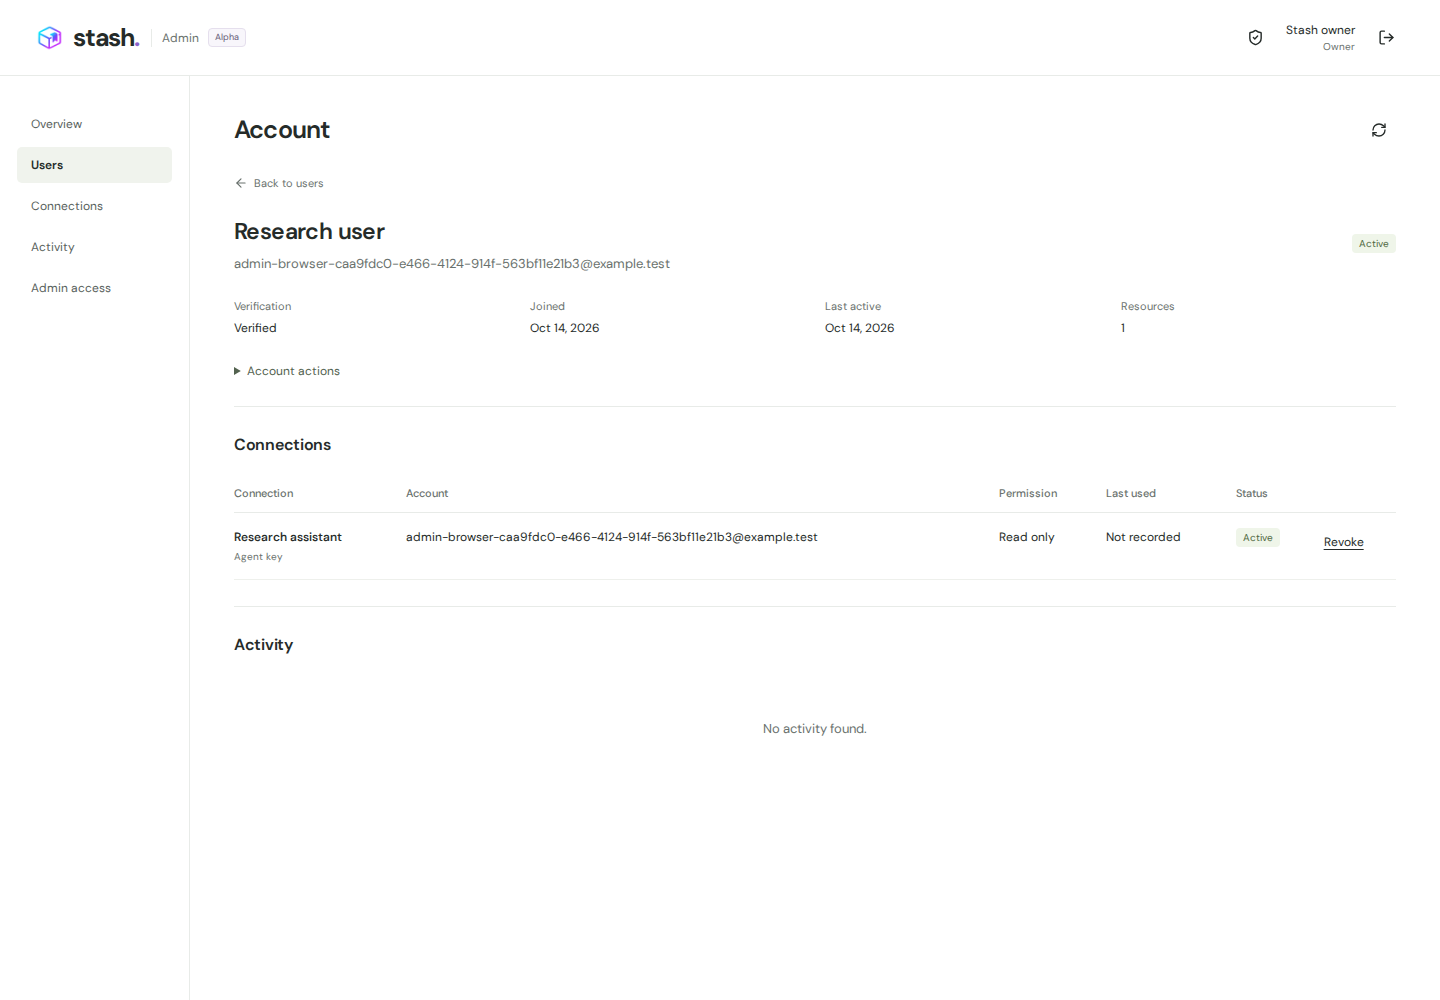 stash. Admin Alpha
Stash owner
Owner
Overview
Users
Connections
Activity
Admin access
Account
Back to users
Research user
admin-browser-caa9fdc0-e466-4124-914f-563bf11e21b3@example.test
Active
Verification Joined Last active Resources
Verified Oct 14, 2026 Oct 14, 2026 1
Account actions
Connections
Connection Account Permission Last used Status
Research assistant admin-browser-caa9fdc0-e466-4124-914f-563bf11e21b3@example.test Read only Not recorded Active Revoke
Agent key
Activity
No activity found.